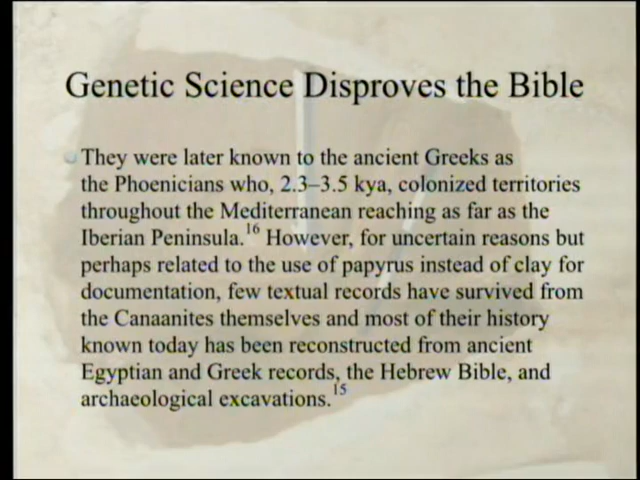 Genetic Science Disproves the Bible
They were later known to the ancient Greeks as
the Phoenicians who, 2.3–3.5 kya, colonized territories
throughout the Mediterranean reaching as far as the
Iberian Peninsula.16 However, for uncertain reasons but
perhaps related to the use of papyrus instead of clay for
documentation, few textual records have survived from
the Canaanites themselves and most of their history
known today has been reconstructed from ancient
Egyptian and Greek records, the Hebrew Bible, and
archaeological excavations.15